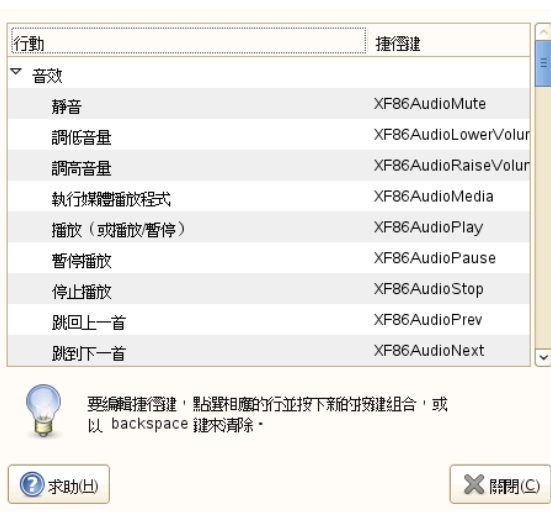 行動 捷徑鍵
音效
靜音 XF86AudioMute
調低音量 XF86AudioLowerVolur
調高音量 XF86AudioRaiseVolur
執行媒體播放程式 XF86AudioMedia
播放（或播放/暫停） XF86AudioPlay
暫停播放 XF86AudioPause
停止播放 XF86AudioStop
跳回上一首 XF86AudioPrev
跳到下一首 XF86AudioNext
要編輯捷徑鍵，點選相應的行並按下新的按鍵組合，或
以 backspace 鍵來清除。
求助(H) 關閉(C)